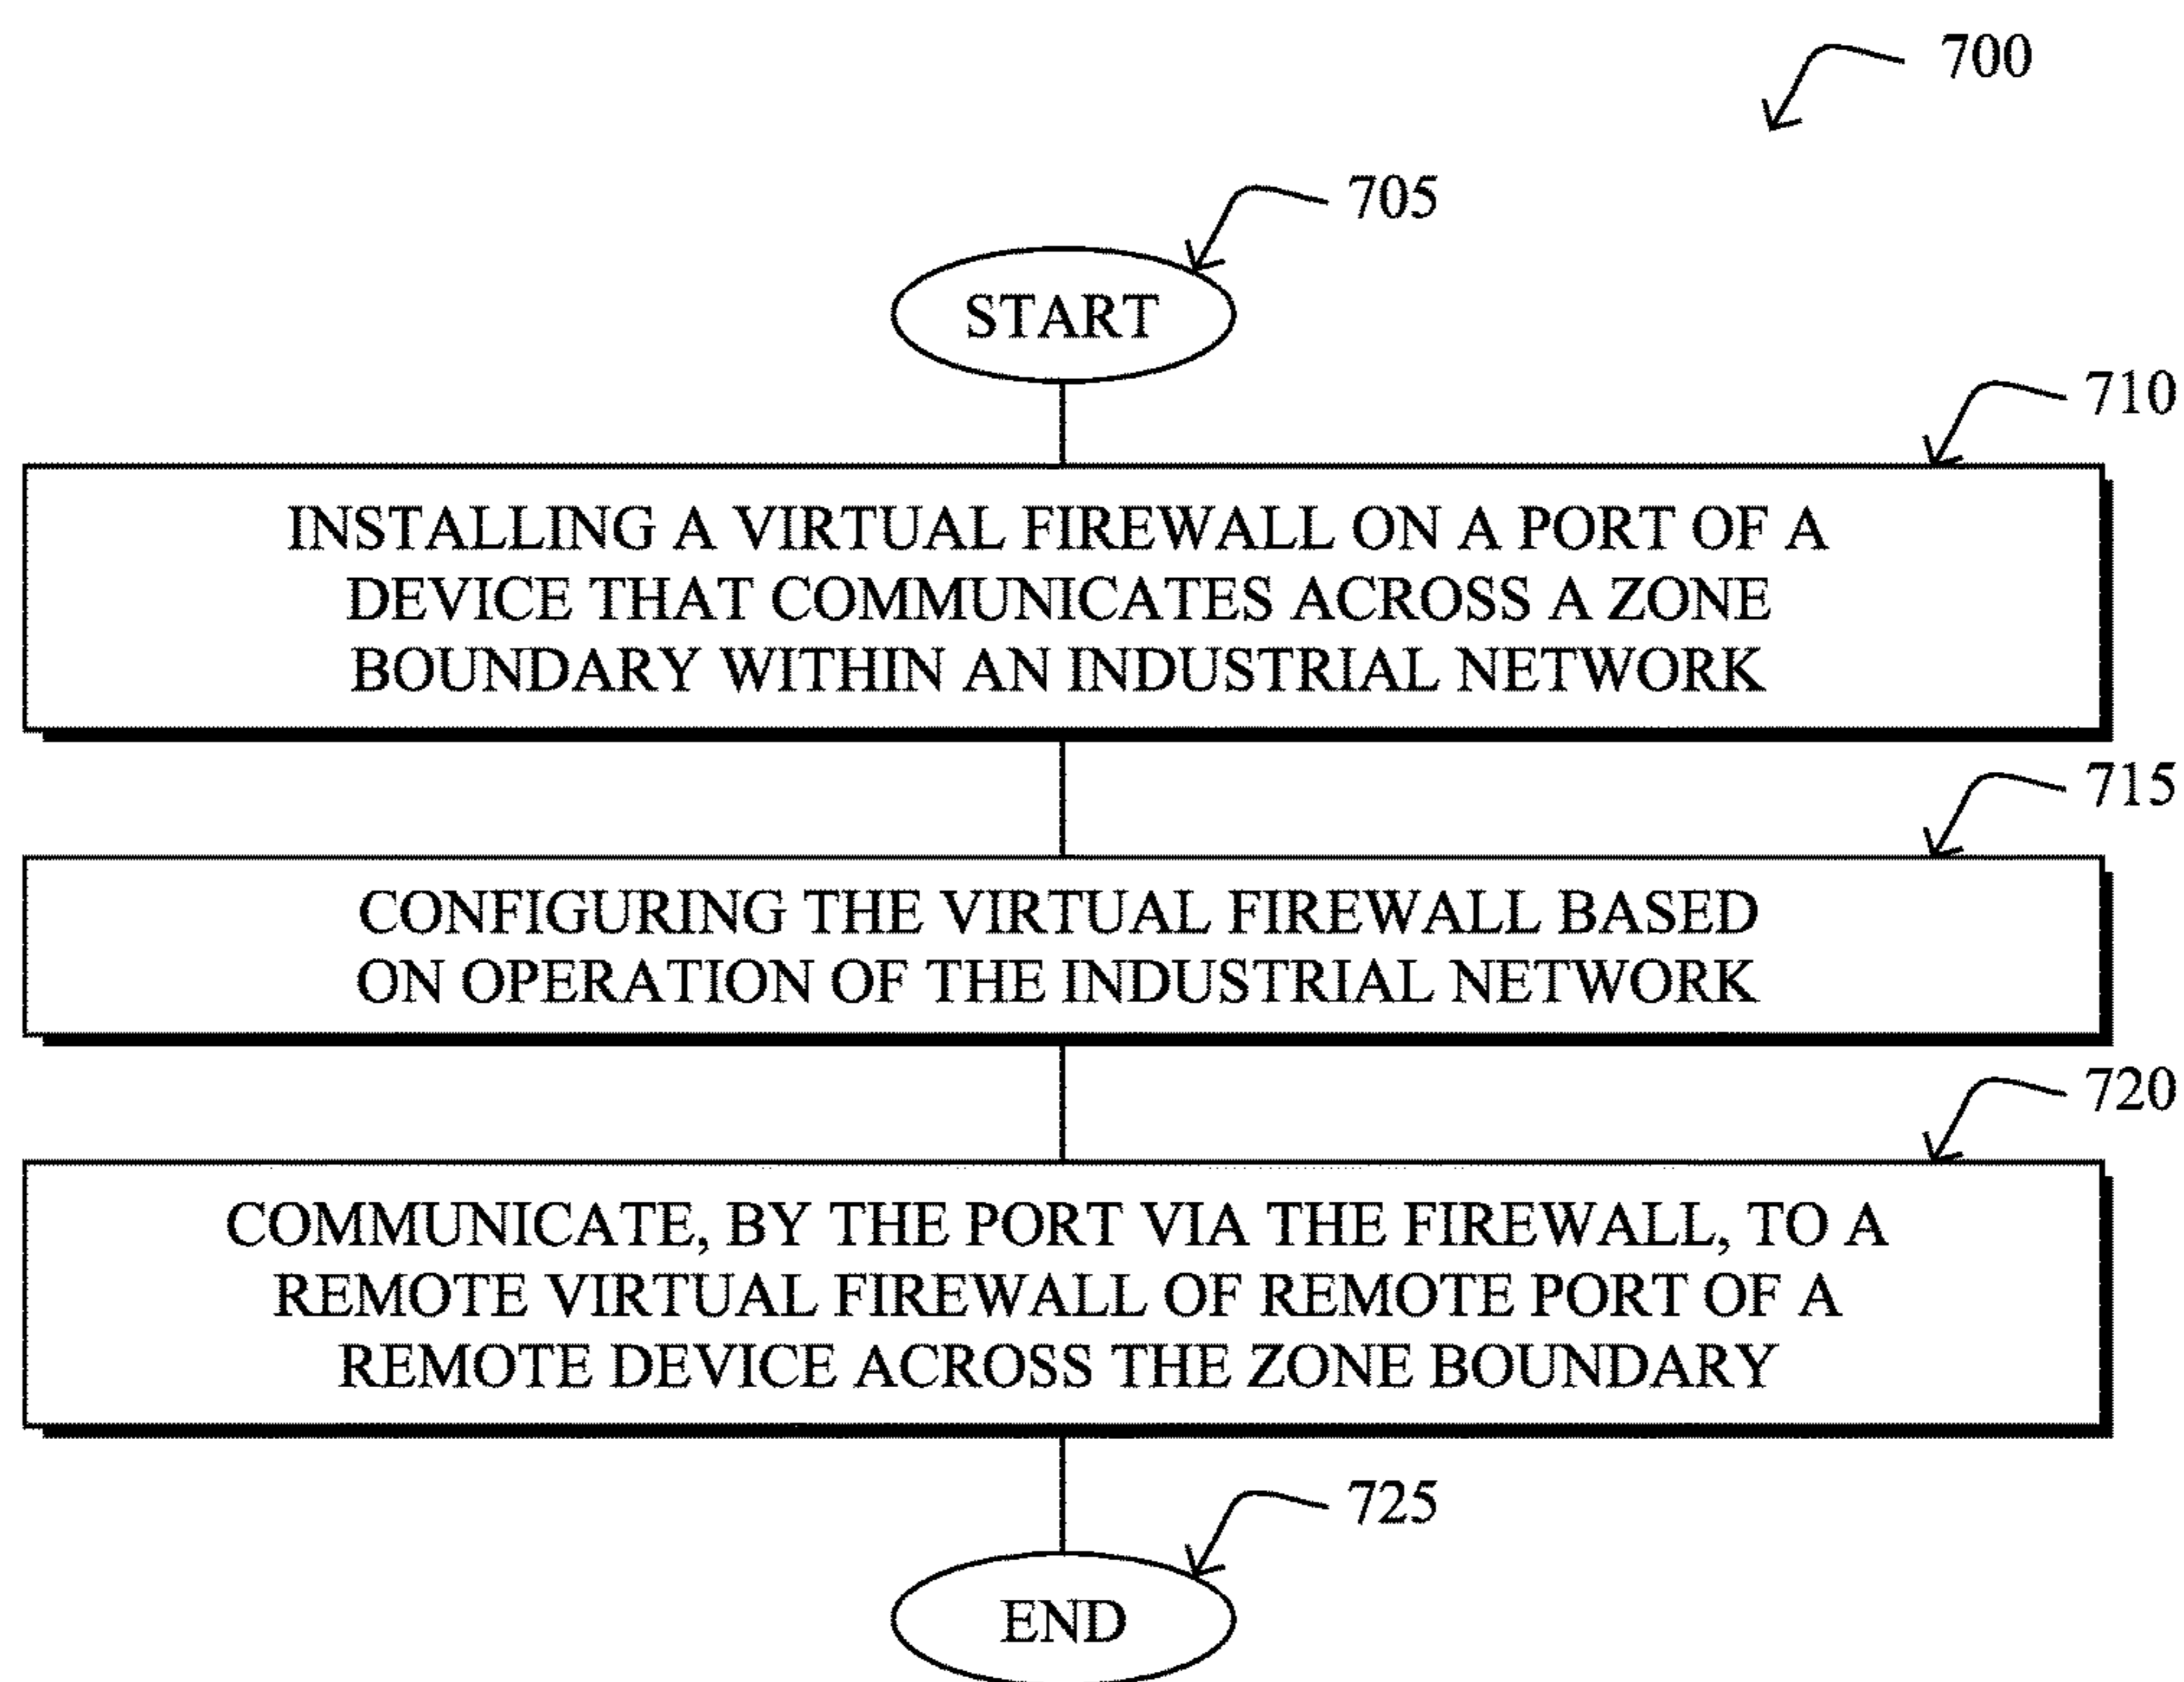 700
705
START
710
INSTALLING A VIRTUAL FIREWALL ON A PORT OF A
DEVICE THAT COMMUNICATES ACROSS A ZONE
BOUNDARY WITHIN AN INDUSTRIAL NETWORK
715
CONFIGURING THE VIRTUAL FIREWALL BASED
ON OPERATION OF THE INDUSTRIAL NETWORK
720
COMMUNICATE, BY THE PORT VIA THE FIREWALL, TO A
REMOTE VIRTUAL FIREWALL OF REMOTE PORT OF A
REMOTE DEVICE ACROSS THE ZONE BOUNDARY
725
END